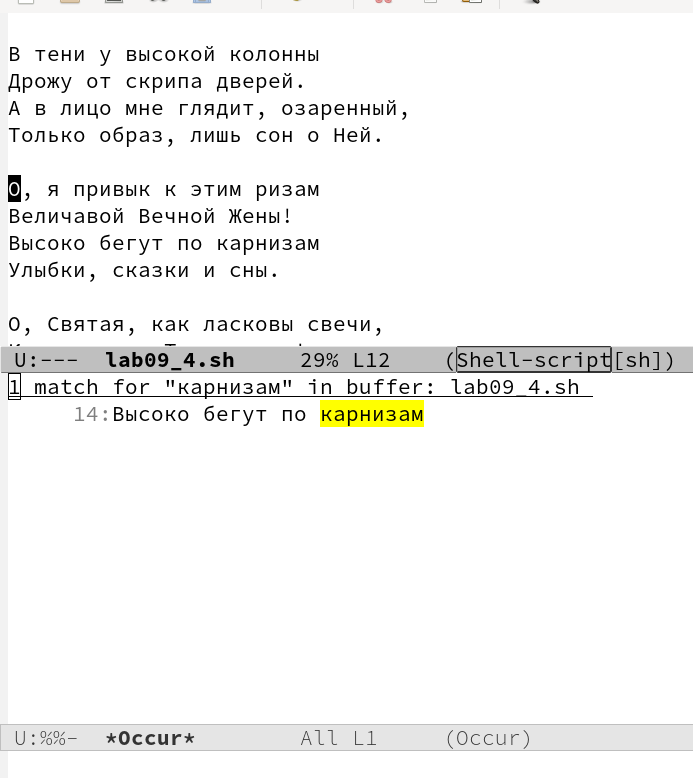 В тени у высокой колонны
Дрожу от скрипа дверей.
А в лицо мне глядит, озаренный,
Только образ, лишь сон о Ней.
О, я привык к этим ризам
Величавой Вечной Жены!
Высоко бегут по карнизам
Улыбки, сказки и сны.
О, Святая, как ласковы свечи,
U:--- lab09_4.sh 29% L12 (Shell-script[sh])
1 match for "карнизам" in buffer: lab09_4.sh
14:Высоко бегут по карнизам
U:%%- *Occur* All L1 (Occur)